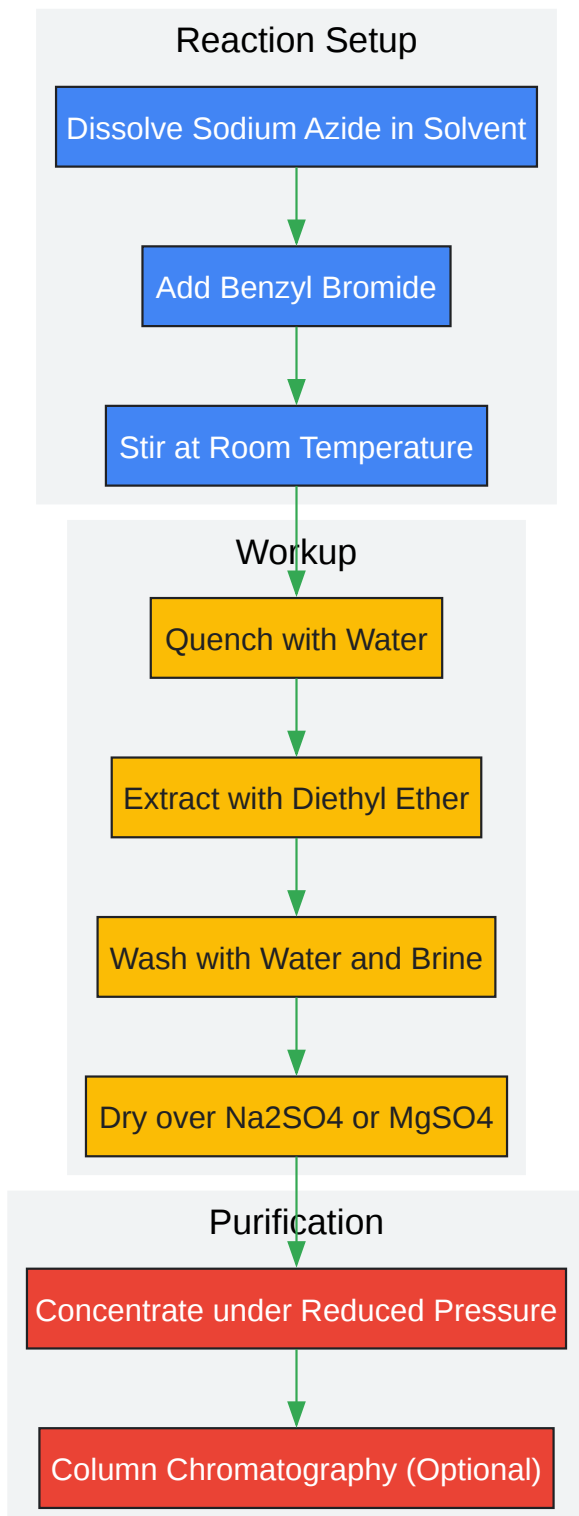 Reaction Setup
Dissolve Sodium Azide in Solvent
Add Benzyl Bromide
Stir at Room Temperature
Workup
Quench with Water
Extract with Diethyl Ether
Wash with Water and Brine
Dry over Na2SO4 or MgSO4
Purification
Concentrate under Reduced Pressure
Column Chromatography (Optional)